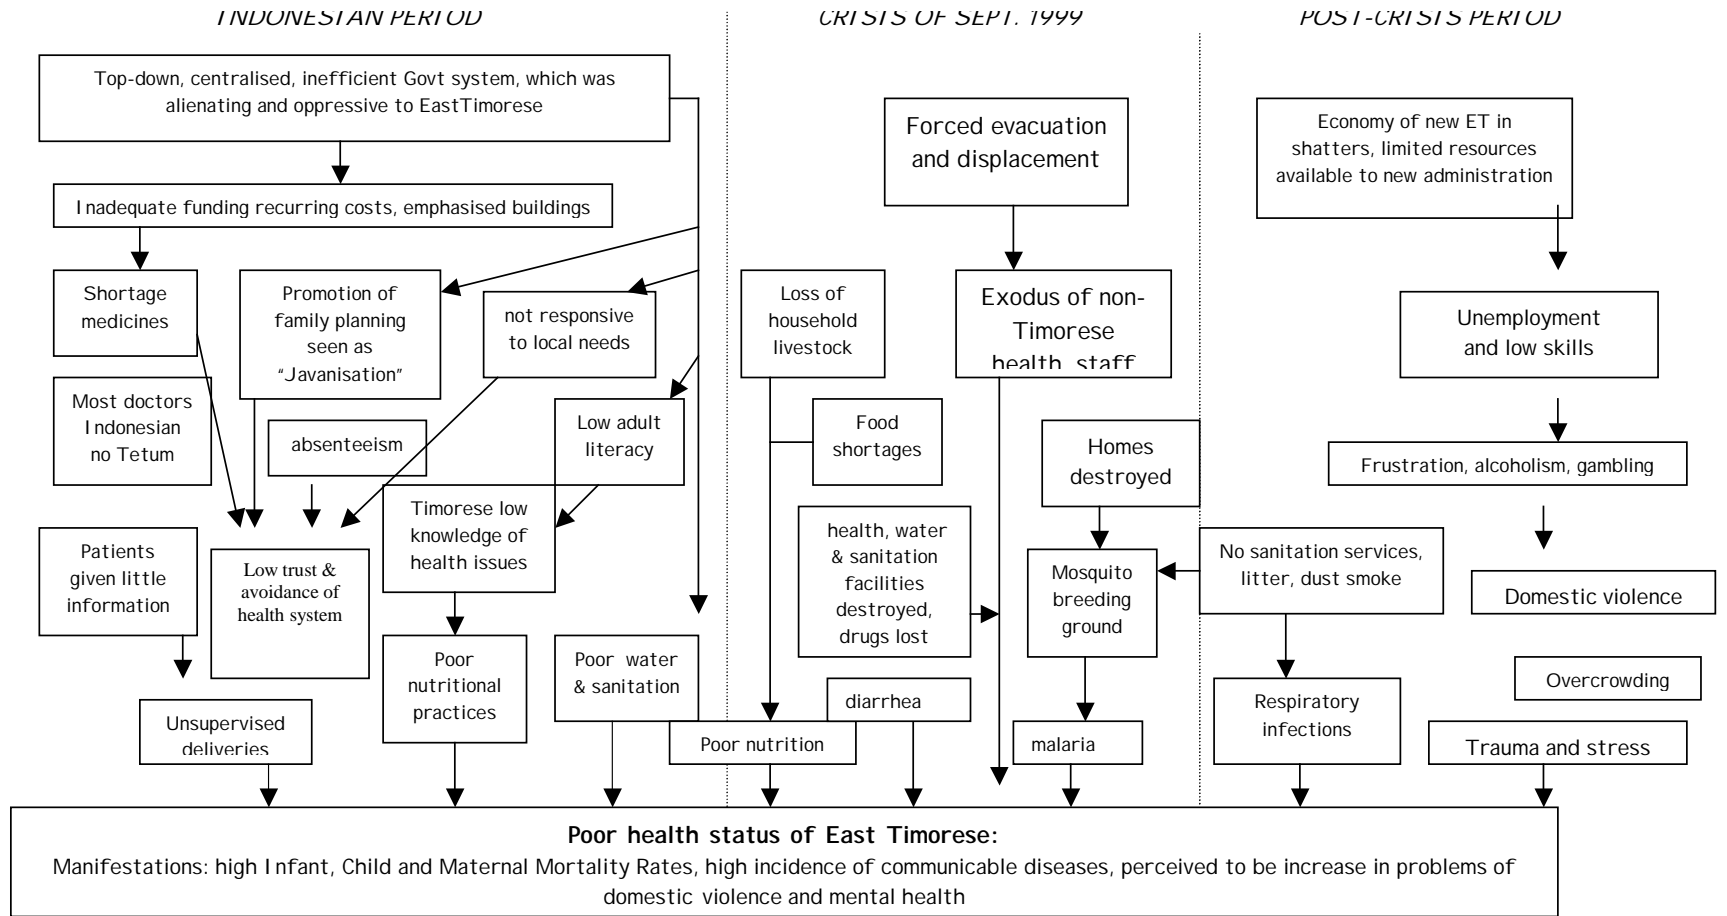 INDONESIAN PERIOD
CRISIS OF SEPT. 1999
POST-CRISIS PERIOD
Top-down, centralised, inefficient Govt system, which was
alienating and oppressive to EastTimorese
Inadequate funding recurring costs, emphasised buildings
Shortage
medicines
Promotion of
family planning
seen as
“Javanisation”
not responsive
to local needs
Most doctors
Indonesian
no Tetum
absenteeism
Low adult
literacy
Timorese low
knowledge of
health issues
Patients
given little
information
Low trust &
avoidance of
health system
Poor
nutritional
practices
Poor water
& sanitation
Unsupervised
deliveries
Forced evacuation
and displacement
Loss of
household
livestock
Exodus of non-
Timorese
health staff
Food
shortages
Homes
destroyed
health, water
& sanitation
facilities
destroyed,
drugs lost
Mosquito
breeding
ground
diarrhea
Poor nutrition
malaria
Economy of new ET in
shatters, limited resources
available to new administration
Unemployment
and low skills
Frustration, alcoholism, gambling
No sanitation services,
litter, dust smoke
Domestic violence
Overcrowding
Respiratory
infections
Trauma and stress
Poor health status of East Timorese:
Manifestations: high Infant, Child and Maternal Mortality Rates, high incidence of communicable diseases, perceived to be increase in problems of
domestic violence and mental health